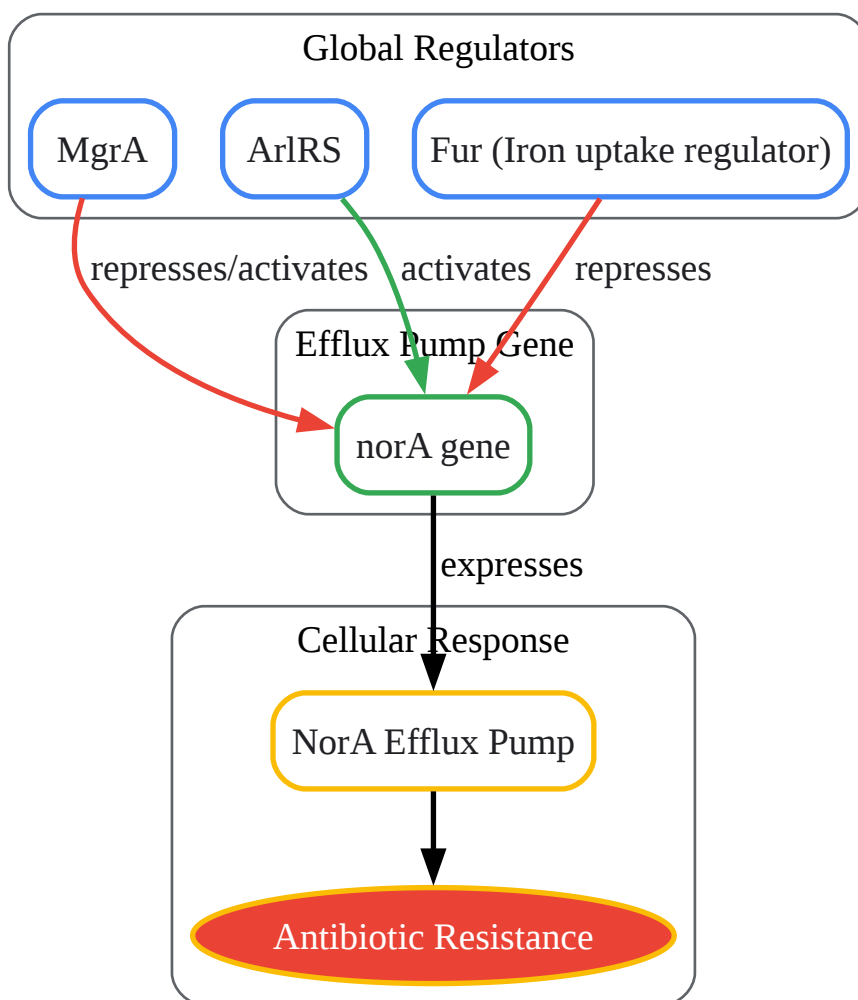 Global Regulators
MgrA
ArlRS
Fur (Iron uptake regulator)
represses/activates
activates
represses
Efflux Pump Gene
norA gene
expresses
Cellular Response
NorA Efflux Pump
Antibiotic Resistance